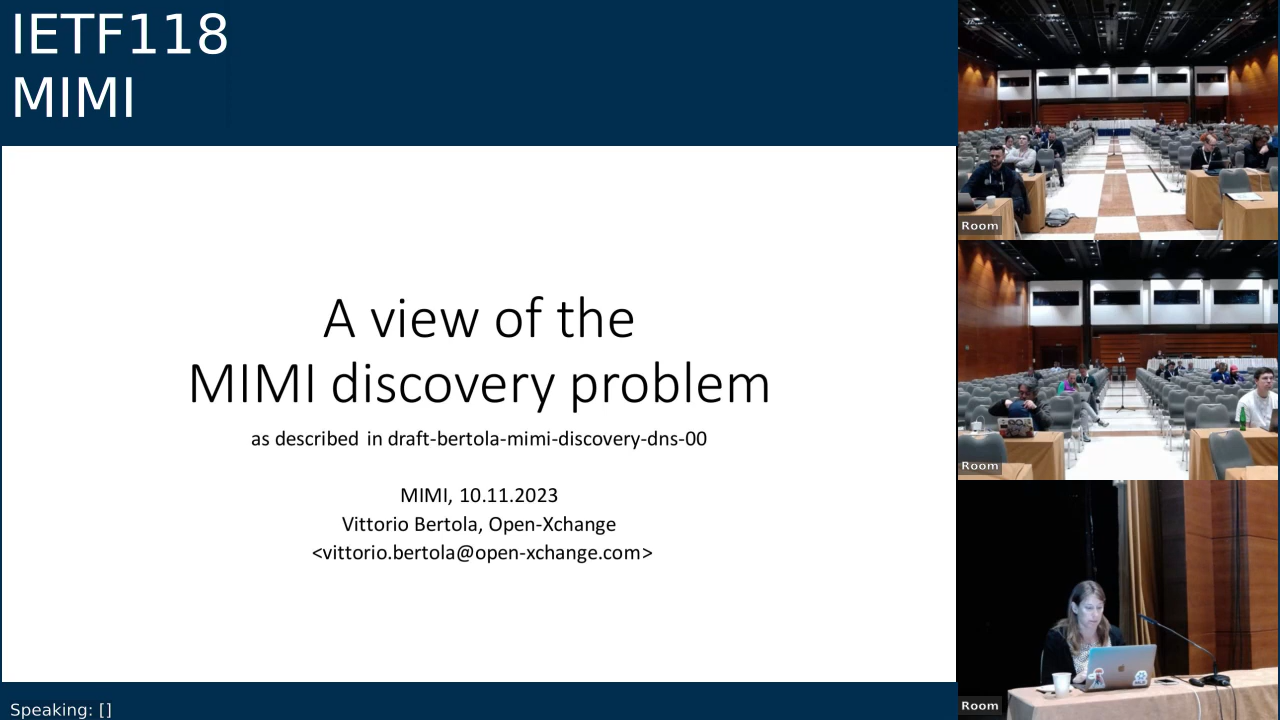 IETF118
MIMI
A view of the
MIMI discovery problem
as described in draft-bertola-mimi-discovery-dns-00
MIMI, 10.11.2023
Vittorio Bertola, Open-Xchange
<vittorio.bertola@open-xchange.com>
Speaking: []
Room
Room
Room